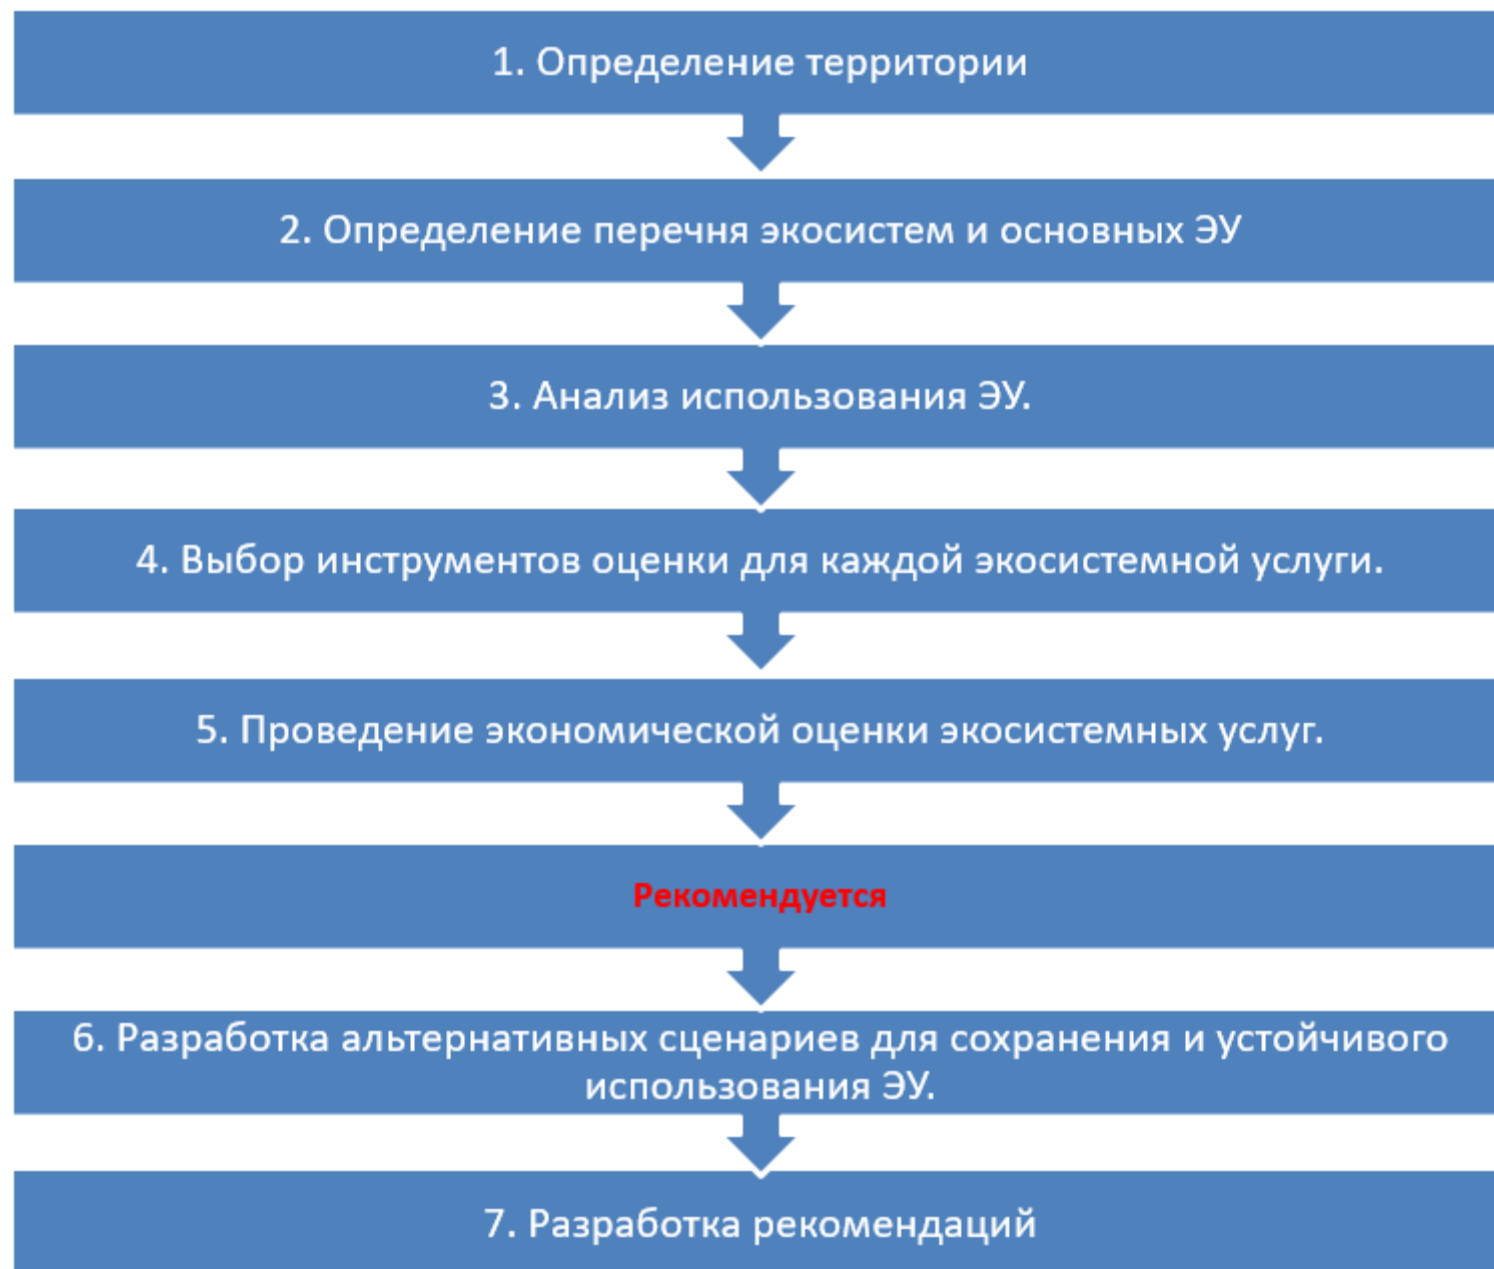 1. Определение территории
2. Определение перечня экосистем и основных ЭУ
3. Анализ использования ЭУ.
4. Выбор инструментов оценки для каждой экосистемной услуги.
5. Проведение экономической оценки экосистемных услуг.
Рекомендуется
6. Разработка альтернативных сценариев для сохранения и устойчивого
использования ЭУ.
7. Разработка рекомендаций